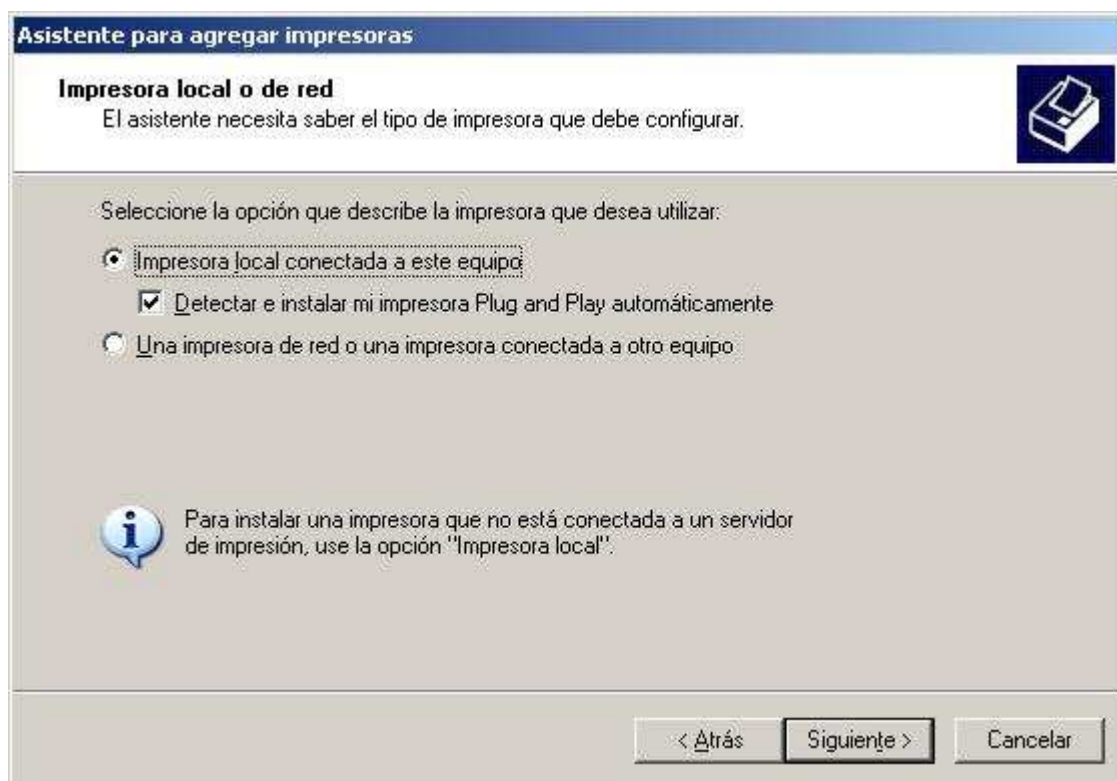 Asistente para agregar impresoras
Impresora local o de red
El asistente necesita saber el tipo de impresora que debe configurar.
Seleccione la opción que describe la impresora que desea utilizar:
Impresora local conectada a este equipo
Detectar e instalar mi impresora Plug and Play automáticamente
Una impresora de red o una impresora conectada a otro equipo
Para instalar una impresora que no está conectada a un servidor
de impresión, use la opción "Impresora local".
< Atrás
Siguiente >
Cancelar